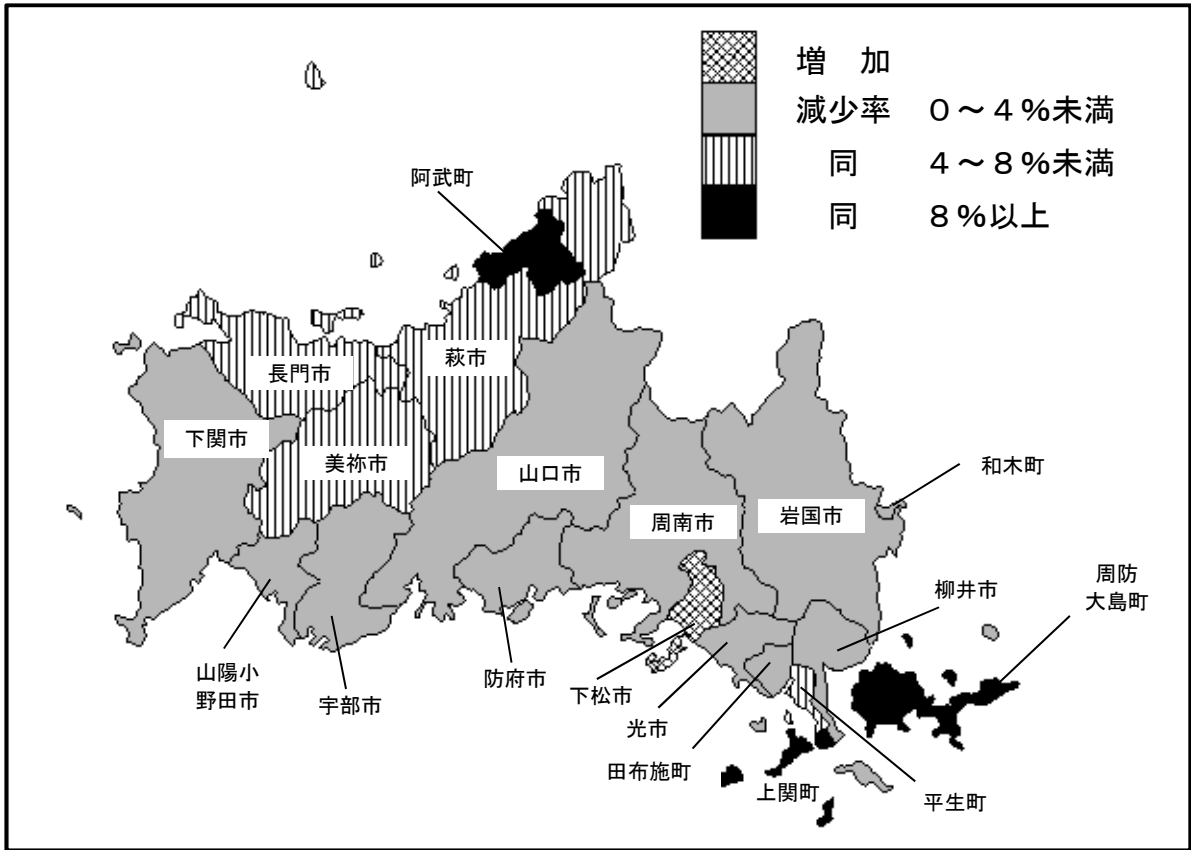 増　加
減少率　０～４％未満
同　４～８％未満
同　８％以上
阿武町
萩市
長門市
下関市
美祢市
山口市
和木町
周南市
岩国市
周防
大島町
柳井市
山陽小
野田市
宇部市
防府市
下松市
光市
田布施町
上関町
平生町